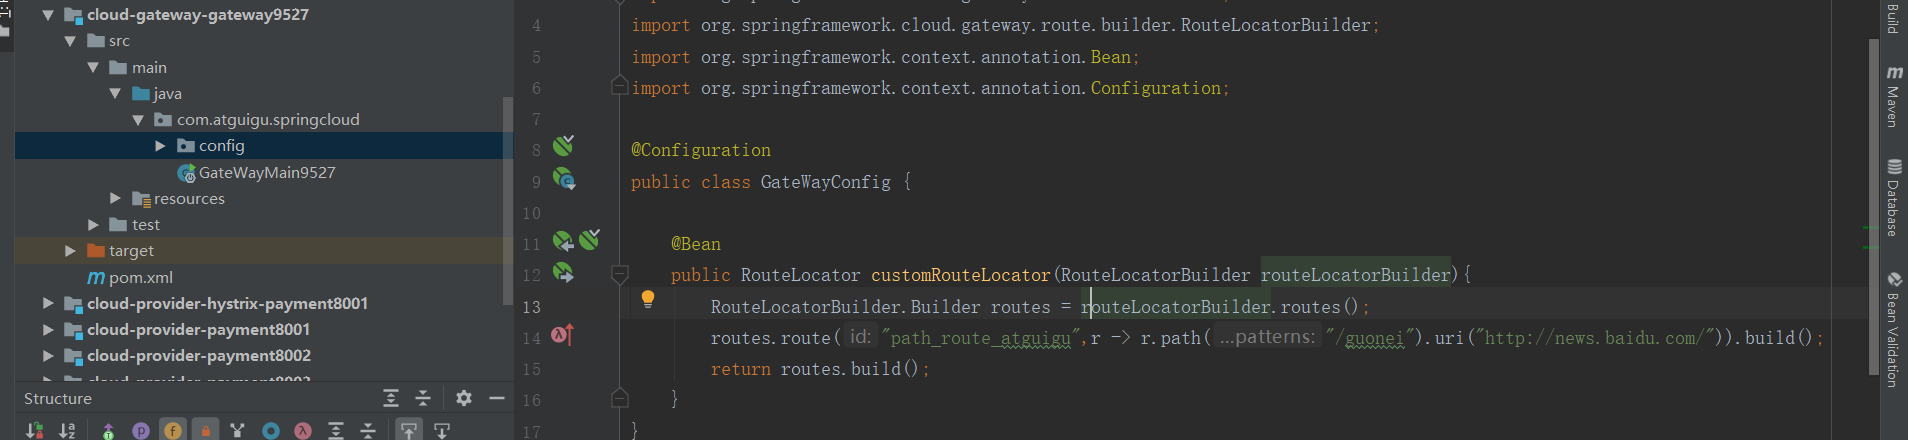 cloud-gateway-gateway9527
src
main
java
com.atguigu.springcloud
config
GateWayMain9527
resources
test
target
pom.xml
cloud-provider-hystrix-payment8001
cloud-provider-payment8001
cloud-provider-payment8002
Structure
4 import org.springframework.cloud.gateway.route.builder.RouteLocatorBuilder;
5 import org.springframework.context.annotation.Bean;
6 import org.springframework.context.annotation.Configuration;
7
8 @Configuration
9 public class GateWayConfig {
10
11 @Bean
12 public RouteLocator customRouteLocator(RouteLocatorBuilder routeLocatorBuilder){
13 RouteLocatorBuilder.Builder routes = routeLocatorBuilder.routes();
14 routes.route( id: "path_route_atguigu",r -> r.path( ...patterns: "/guonei").uri("http://news.baidu.com/")).build();
15 return routes.build();
16 }
17 }
Build
Maven
Database
Bean Validation